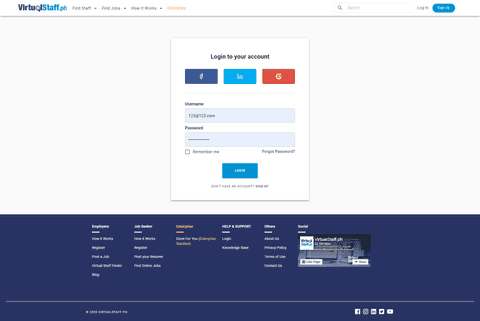 VirtualStaff.ph
Find Staff
Find Jobs
How It Works
Enterprise
Search
Log In
Sign Up
Login to your account
Username
123@123.com
Password
Remember me
Forgot Password?
LOGIN
DON'T HAVE AN ACCOUNT? SIGN UP
Employers
How It Works
Register
Post a Job
Virtual Staff Finder
Blog
Job Seeker
How It Works
Register
Find your Resume
Find Online Jobs
Enterprise
Done For You (Enterprise
Solution)
HELP & SUPPORT
Login
Knowledge Base
Others
About Us
Privacy Policy
Terms of Use
Contact Us
Social
VirtualStaff.ph
Like Page
Share
© 2020 VIRTUALSTAFF.PH